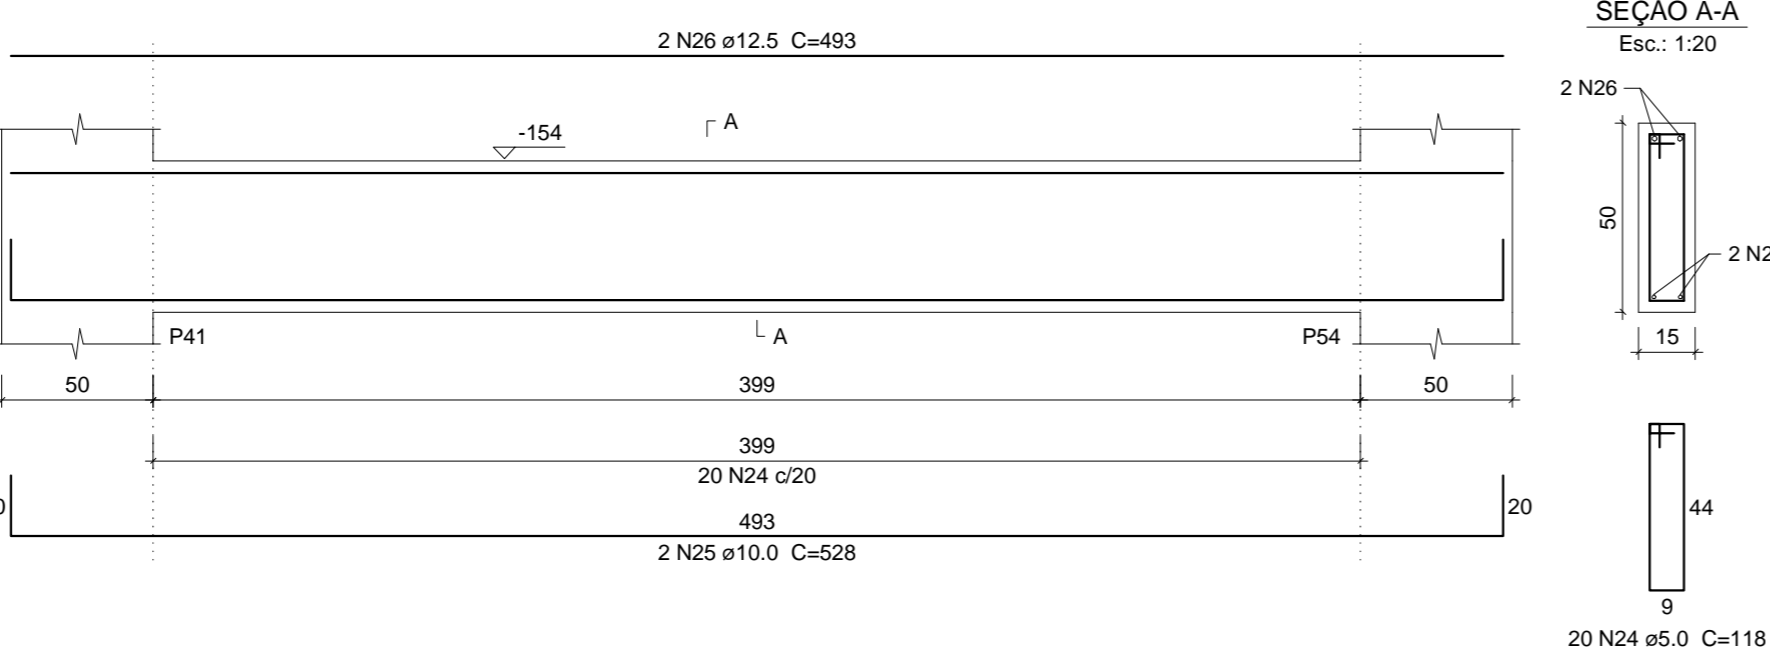 SEÇÃO A-A
Esc.: 1:20
2 N26 ø12.5 C=493
2 N26
A
-154
50
2 N2
P41
A
P54
15
50
399
50
399
20 N24 c/20
20
44
493
2 N25 ø10.0 C=528
9
20 N24 ø5.0 C=118